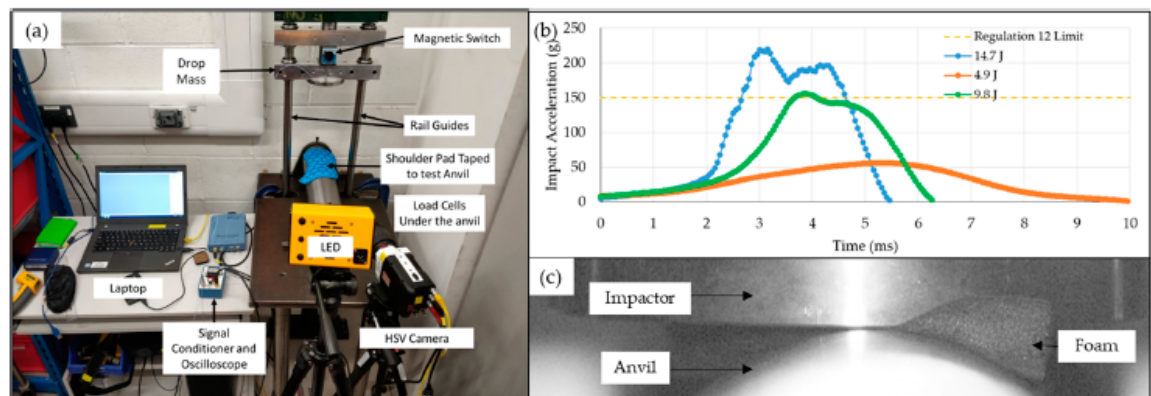 (a)
Magnetic Switch
Drop
Mass
Rail Guides
Shoulder Pad Taped
to test Anvil
Load Cells
Under the anvil
LED
Laptop
HSV Camera
Signal
Conditioner and
Oscilloscope
(b)
Impact Acceleration (g)
250
200
150
100
50
0
0 1 2 3 4 5 6 7 8 9 10
Time (ms)
Regulation 12 Limit
14.7 J
4.9 J
9.8 J
(c)
Impactor
Anvil
Foam